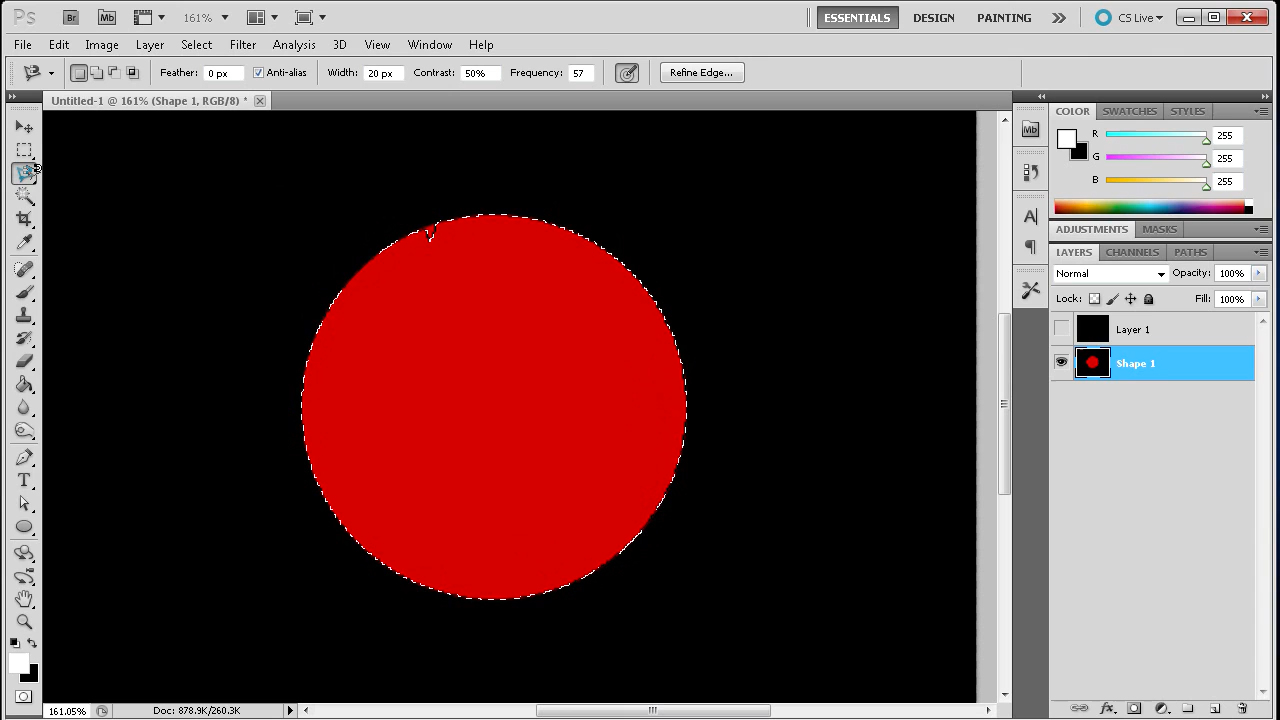 Ps Br Mb 161% ESSENTIALS DESIGN PAINTING CS Live
File Edit Image Layer Select Filter Analysis 3D View Window Help
Feather: 0 px Anti-alias Width: 20 px Contrast: 50% Frequency: 57 Refine Edge...
Untitled-1 @ 161% (Shape 1, RGB/8) *
COLOR SWATCHES STYLES
Mb
R 255
G 255
B 255
A
ADJUSTMENTS MASKS
LAYERS CHANNELS PATHS
Normal Opacity: 100%
Lock: Fill: 100%
Layer 1
Shape 1
T
fx
161.05% Doc: 878.9K/260.3K